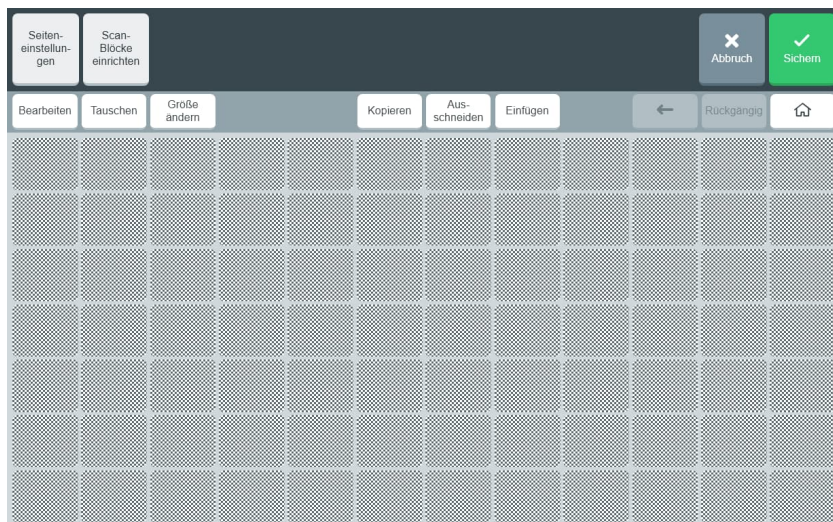 Seiten-
einstellun-
gen
Scan-
Blöcke
einrichten
Abbruch
Sichern
Bearbeiten
Tauschen
Größe
ändern
Kopieren
Aus-
schneiden
Einfügen
Rückgängig